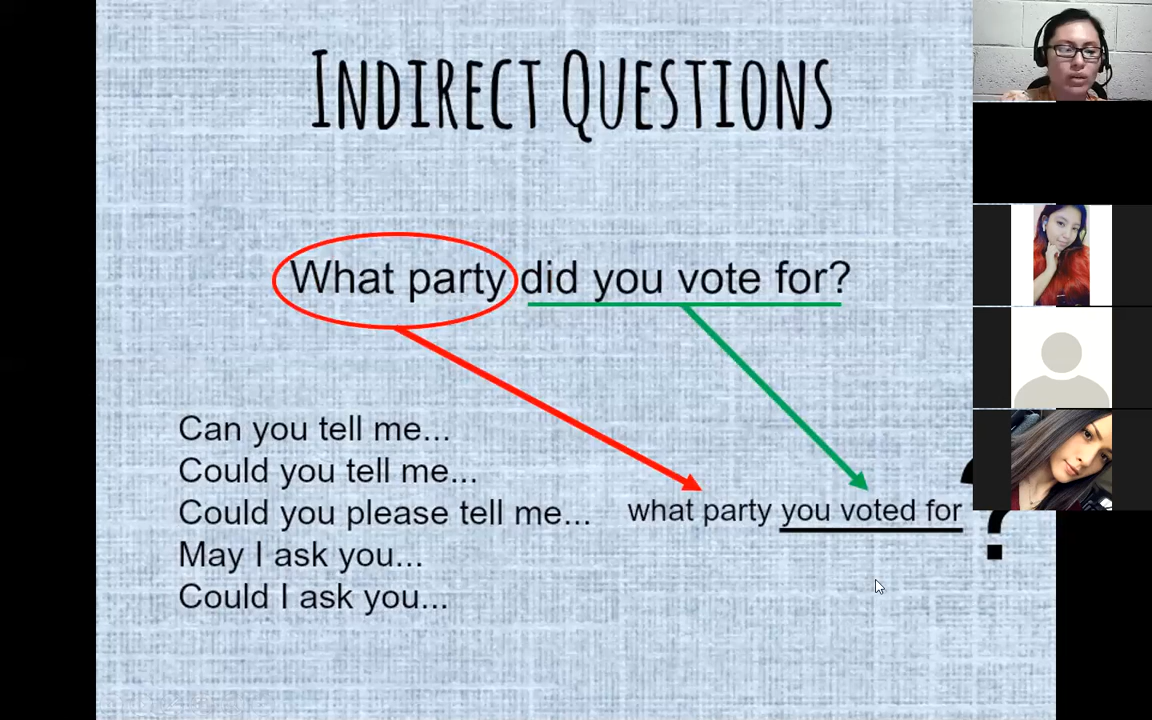 INDIRECT QUESTIONS
What party did you vote for?
Can you tell me...
Could you tell me...
Could you please tell me...
what party you voted for ?
May I ask you...
Could I ask you...